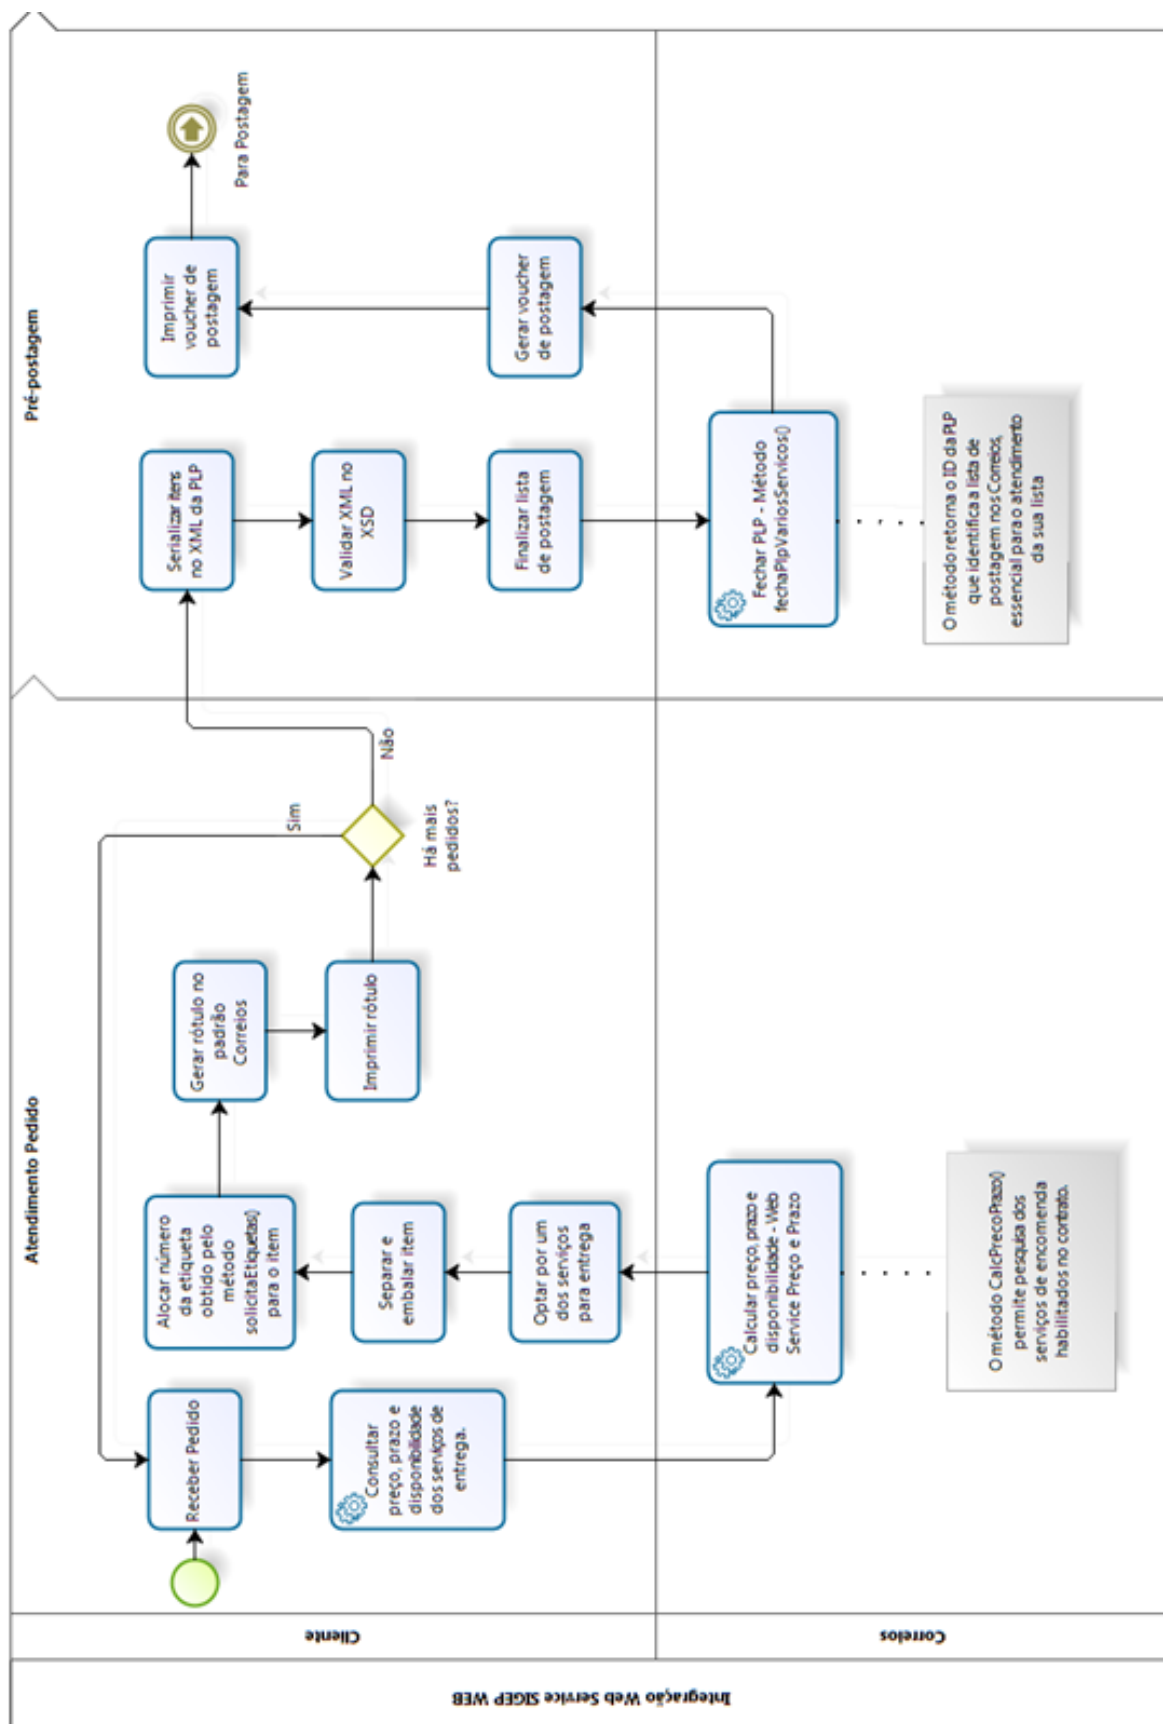 Integração Web Service SIGEP WEB
Cliente
Correios
Atendimento Pedido
Receber Pedido
Consultar
preço, prazo e
disponibilidade
dos serviços de
entrega.
Calcular preço, prazo e
disponibilidade - Web
Service Preço e Prazo
O método CalcPrecoPrazo()
permite pesquisa dos
serviços de encomenda
habilitados no contrato.
Optar por um
dos serviços
para entrega
Separar e
embalar item
Alocar número
da etiqueta
obtido pelo
método
solicitaEtiquetas()
para o item
Gerar rótulo no
padrão
Correios
Imprimir rótulo
Há mais
pedidos?
Sim
Não
Pré-postagem
Serializar itens
no XML da PLP
Validar XML no
XSD
Finalizar lista
de postagem
Fechar PLP - Método
fechaPlpVariosServicos()
O método retorna o ID da PLP
que identifica a lista de
postagem nos Correios,
essencial para o atendimento
da sua lista
Gerar voucher
de postagem
Imprimir
voucher de
postagem
Para Postagem